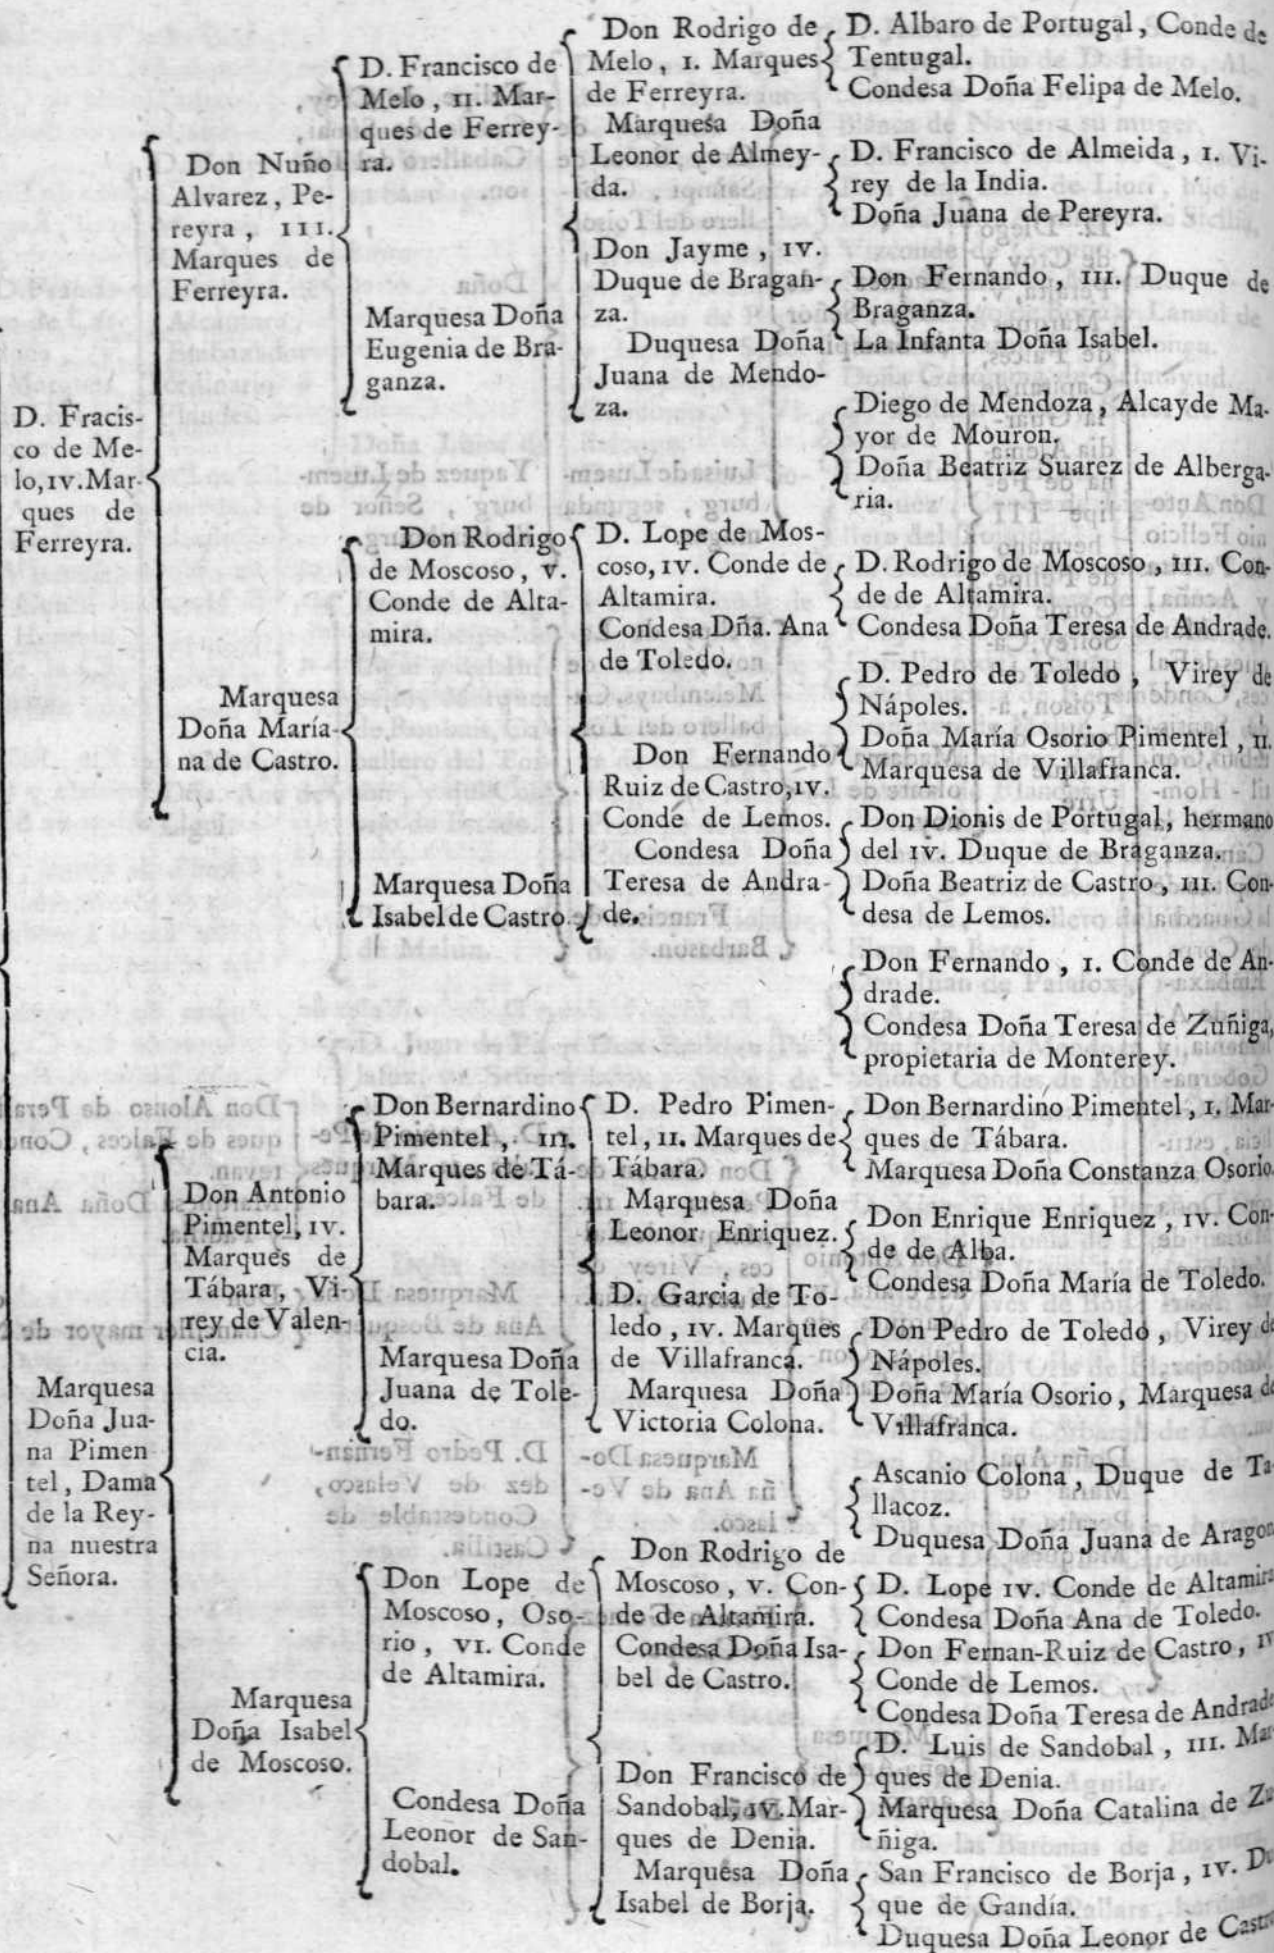 D. Fracis-
co de Me-
lo, IV. Mar-
ques de
Ferreyra.
Marquesa
Doña Jua-
na Pimen
tel, Dama
de la Rey-
na nuestra
Señora.
Don Nuño
Alvarez, Pe-
reyra, III.
Marques de
Ferreyra.
Marquesa
Doña María-
na de Castro.
Don Antonio
Pimentel, IV.
Marques de
Tábara, Vi-
rey de Valen-
cia.
Marquesa
Doña Isabel
de Moscoso.
D. Francisco de
Melo, II. Mar-
ques de Ferrey-
ra.
Marquesa Doña
Eugenia de Bra-
ganza.
Don Rodrigo
de Moscoso, V.
Conde de Alta-
mira.
Marquesa Doña
Isabel de Castro.
Don Bernardino
Pimentel, III.
Marques de Tá-
bara.
Marquesa Doña
Juana de Tole-
do.
Don Lope de
Moscoso, Oso-
rio, VI. Conde
de Altamira.
Condesa Doña
Leonor de San-
dobal.
Don Rodrigo de
Melo, I. Marques
de Ferreyra.
Marquesa Doña
Leonor de Almey-
da.
Don Jayme, IV.
Duque de Bragan-
za.
Duquesa Doña
Juana de Mendo-
za.
D. Lope de Mos-
coso, IV. Conde de
Altamira.
Condesa Dña. Ana
de Toledo.
Don Fernando
Ruiz de Castro, IV.
Conde de Lemos.
Condesa Doña
Teresa de Andra-
de.
D. Pedro Pimen-
tel, II. Marques de
Tábara.
Marquesa Doña
Leonor Enriquez.
D. Garcia de To-
ledo, IV. Marques
de Villafranca.
Marquesa Doña
Victoria Colona.
Don Rodrigo de
Moscoso, V. Con-
de de Altamira.
Condesa Doña Isa-
bel de Castro.
Don Francisco de
Sandobal, IV. Mar-
ques de Denia.
Marquesa Doña
Isabel de Borja.
D. Albaro de Portugal, Conde de
Tentugal.
Condesa Doña Felipa de Melo.
D. Francisco de Almeida, I. Vi-
rey de la India.
Doña Juana de Pereyra.
Don Fernando, III. Duque de
Braganza.
La Infanta Doña Isabel.
Diego de Mendoza, Alcayde Ma-
yor de Mouron.
Doña Beatriz Suarez de Alberga-
ria.
D. Rodrigo de Moscoso, III. Con-
de de Altamira.
Condesa Doña Teresa de Andrade.
D. Pedro de Toledo, Virey de
Nápoles.
Doña María Osorio Pimentel, II.
Marquesa de Villafranca.
Don Dionis de Portugal, hermano
del IV. Duque de Braganza.
Doña Beatriz de Castro, III. Con-
desa de Lemos.
Don Fernando, I. Conde de An-
drade.
Condesa Doña Teresa de Zuñiga,
propietaria de Monterey.
Don Bernardino Pimentel, I. Mar-
ques de Tábara.
Marquesa Doña Constanza Osorio.
Don Enrique Enriquez, IV. Con-
de de Alba.
Condesa Doña María de Toledo.
Don Pedro de Toledo, Virey de
Nápoles.
Doña María Osorio, Marquesa de
Villafranca.
Ascanio Colona, Duque de Ta-
llacoz.
Duquesa Doña Juana de Aragon
D. Lope IV. Conde de Altamira
Condesa Doña Ana de Toledo.
Don Fernan-Ruiz de Castro, IV
Conde de Lemos.
Condesa Doña Teresa de Andrade
D. Luis de Sandobal, III. Mar-
ques de Denia.
Marquesa Doña Catalina de Zu-
ñiga.
San Francisco de Borja, IV. Du-
que de Gandía.
Duquesa Doña Leonor de Castro